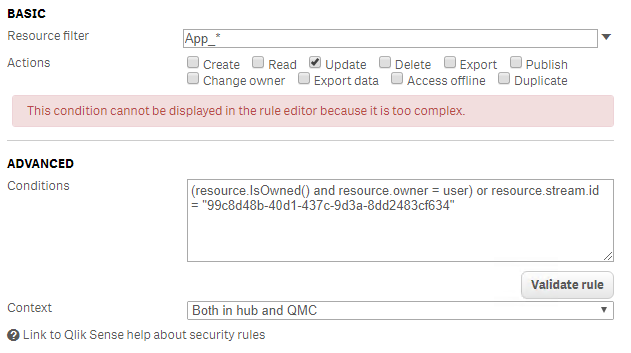 BASIC
Resource filter App_*
Actions Create Read Update Delete Export Publish
Change owner Export data Access offline Duplicate
This condition cannot be displayed in the rule editor because it is too complex.
ADVANCED
Conditions (resource.IsOwned() and resource.owner = user) or resource.stream.id
= "99c8d48b-40d1-437c-9d3a-8dd2483cf634"
Validate rule
Context Both in hub and QMC
Link to Qlik Sense help about security rules